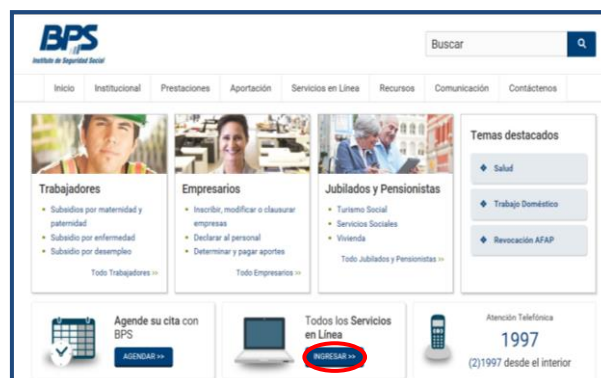 BPS
Instituto de Seguridad Social
Buscar
Inicio Institucional Prestaciones Aportación Servicios en Línea Recursos Comunicación Contáctenos
Trabajadores
Subsidios por maternidad y
paternidad
Subsidio por enfermedad
Subsidio por desempleo
Todo Trabajadores >>
Empresarios
Inscribir, modificar o clausurar
empresas
Declarar al personal
Determinar y pagar aportes
Todo Empresarios >>
Jubilados y Pensionistas
Turismo Social
Servicios Sociales
Vivienda
Todo Jubilados y Pensionistas >>
Temas destacados
Salud
Trabajo Doméstico
Revocación AFAP
Agende su cita con
BPS
AGENDAR >>
Todos los Servicios
en Línea
INGRESAR >>
Atención Telefónica
1997
(2)1997 desde el interior